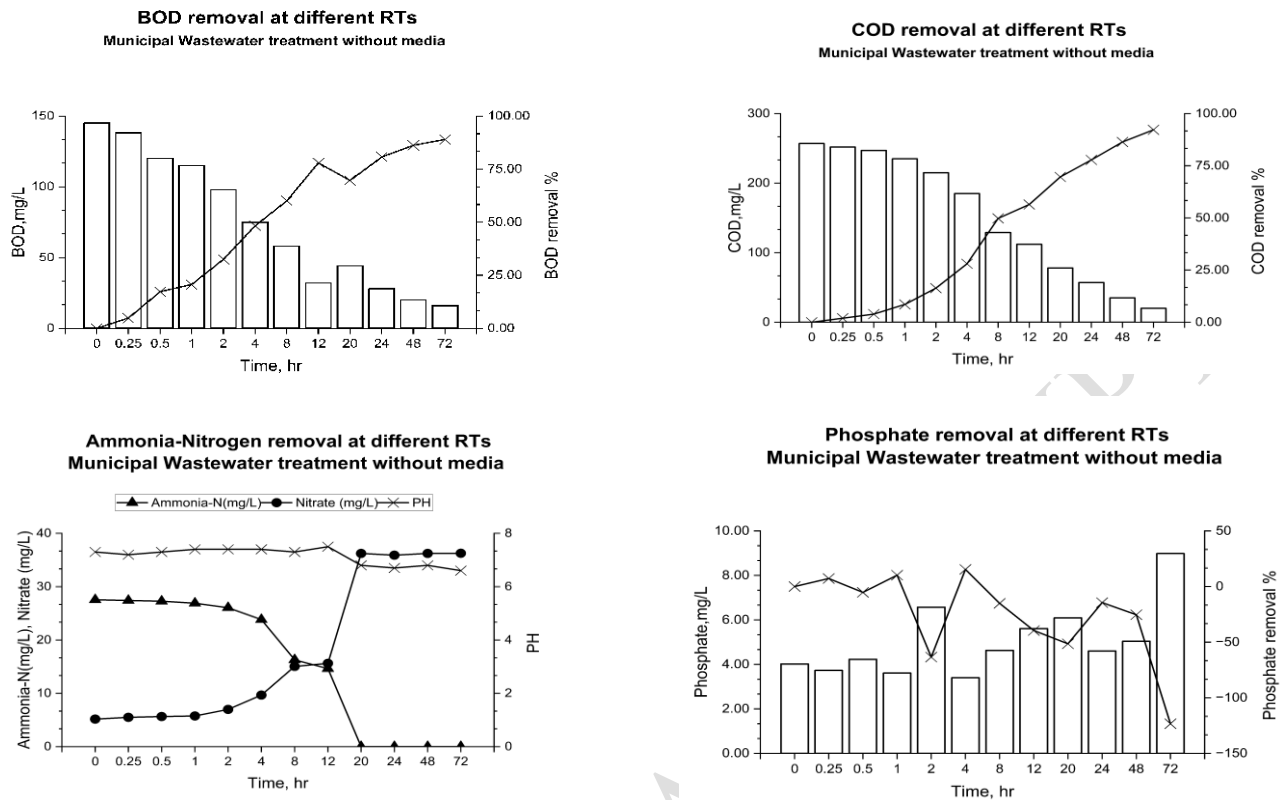 BOD removal at different RTs
Municipal Wastewater treatment without media
150
100
50
0
BOD,mg/L
100.00
75.00
50.00
25.00
0.00
BOD removal %
0 0.25 0.5 1 2 4 8 12 20 24 48 72
Time, hr
COD removal at different RTs
Municipal Wastewater treatment without media
300
200
100
0
COD,mg/L
100.00
75.00
50.00
25.00
0.00
COD removal %
0 0.25 0.5 1 2 4 8 12 20 24 48 72
Time, hr
Ammonia-Nitrogen removal at different RTs
Municipal Wastewater treatment without media
Ammonia-N(mg/L) Nitrate (mg/L) PH
40
30
20
10
0
Ammonia-N(mg/L), Nitrate (mg/L)
8
6
4
2
0
PH
0 0.25 0.5 1 2 4 8 12 20 24 48 72
Time, hr
Phosphate removal at different RTs
Municipal Wastewater treatment without media
10.00
8.00
6.00
4.00
2.00
0.00
Phosphate,mg/L
50
0
−50
−100
−150
Phosphate removal %
0 0.25 0.5 1 2 4 8 12 20 24 48 72
Time, hr